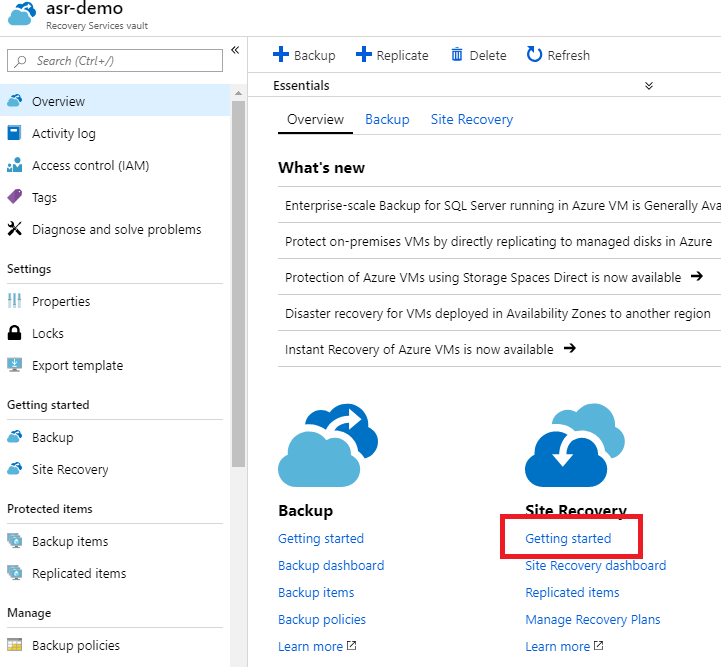 asr-demo
Recovery Services vault
Search (Ctrl+/)
«
Overview
Activity log
Access control (IAM)
Tags
Diagnose and solve problems
Settings
Properties
Locks
Export template
Getting started
Backup
Site Recovery
Protected items
Backup items
Replicated items
Manage
Backup policies
Backup Replicate Delete Refresh
Essentials
Overview Backup Site Recovery
What's new
Enterprise-scale Backup for SQL Server running in Azure VM is Generally Ava
Protect on-premises VMs by directly replicating to managed disks in Azure
Protection of Azure VMs using Storage Spaces Direct is now available →
Disaster recovery for VMs deployed in Availability Zones to another region
Instant Recovery of Azure VMs is now available →
Backup
Getting started
Backup dashboard
Backup items
Backup policies
Learn more
Site Recovery
Getting started
Site Recovery dashboard
Replicated items
Manage Recovery Plans
Learn more